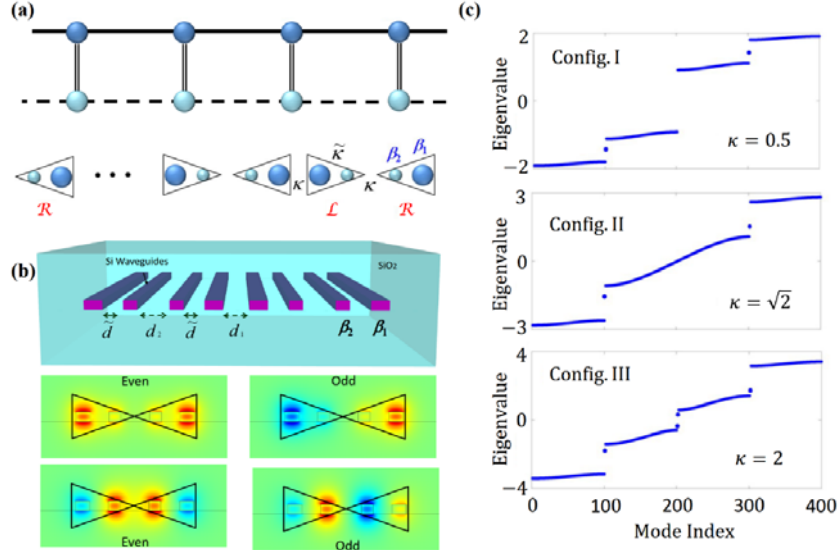 (a)
κ̃
β₂ β₁
• • •
κ κ
ℛ ℒ ℛ
(b)
Si Waveguides
SiO₂
d̃ d₂ d̃ d₁ β₂ β₁
Even Odd
Even Odd
(c)
Eigenvalue
2
0
−2
Config. I
κ = 0.5
Eigenvalue
3
0
−3
Config. II
κ = √2
Eigenvalue
4
0
−4
Config. III
κ = 2
0 100 200 300 400
Mode Index